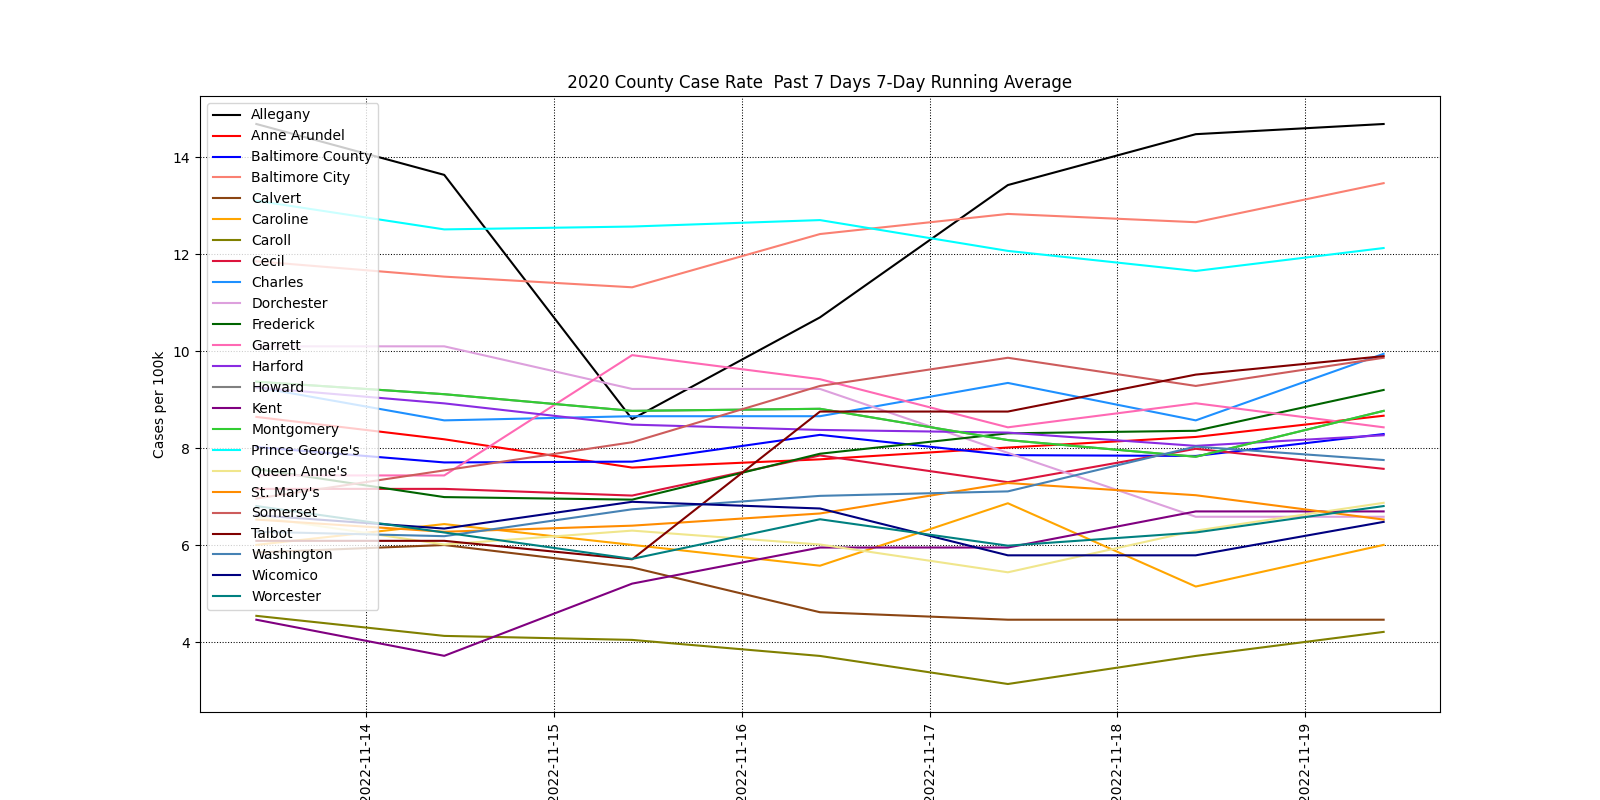 2020 County Case Rate  Past 7 Days 7-Day Running Average
Allegany
Anne Arundel
Baltimore County
Baltimore City
Calvert
Caroline
Caroll
Cecil
Charles
Dorchester
Frederick
Garrett
Harford
Howard
Kent
Montgomery
Prince George's
Queen Anne's
St. Mary's
Somerset
Talbot
Washington
Wicomico
Worcester
Cases per 100k
14
12
10
8
6
4
2022-11-14
2022-11-15
2022-11-16
2022-11-17
2022-11-18
2022-11-19